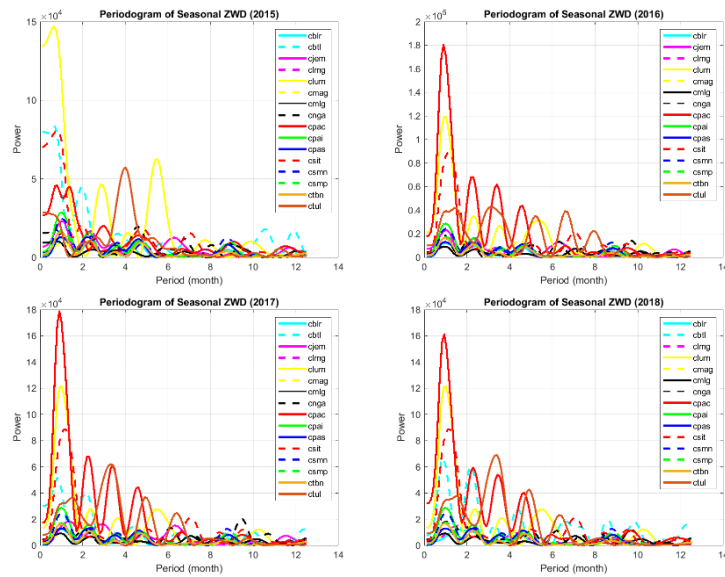 Periodogram of Seasonal ZWD (2015)
×10⁴
15
10
5
0
Power
0 2 4 6 8 10 12 14
Period (month)
cblr
cbtl
cjem
clmg
clum
cmag
cmlg
cnga
cpac
cpai
cpas
csit
csmn
csmp
ctbn
ctul
Periodogram of Seasonal ZWD (2016)
×10⁵
2
1.8
1.6
1.4
1.2
1
0.8
0.6
0.4
0.2
0
Power
0 2 4 6 8 10 12 14
Period (month)
cblr
cbtl
cjem
clmg
clum
cmag
cmlg
cnga
cpac
cpai
cpas
csit
csmn
csmp
ctbn
ctul
Periodogram of Seasonal ZWD (2017)
×10⁴
18
16
14
12
10
8
6
4
2
0
Power
0 2 4 6 8 10 12 14
Period (month)
cblr
cbtl
cjem
clmg
clum
cmag
cmlg
cnga
cpac
cpai
cpas
csit
csmn
csmp
ctbn
ctul
Periodogram of Seasonal ZWD (2018)
×10⁴
18
16
14
12
10
8
6
4
2
0
Power
0 2 4 6 8 10 12 14
Period (month)
cblr
cbtl
cjem
clmg
clum
cmag
cmlg
cnga
cpac
cpai
cpas
csit
csmn
csmp
ctbn
ctul